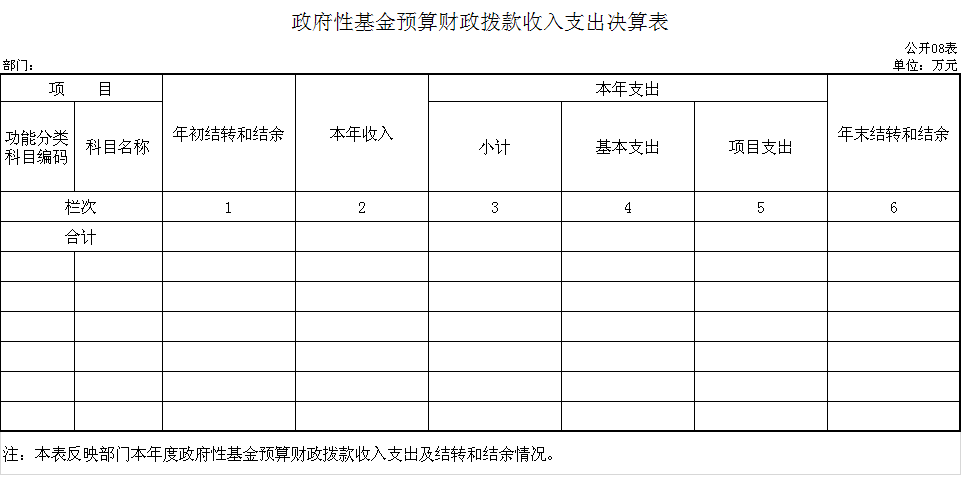 政府性基金预算财政拨款收入支出决算表
公开08表
部门： 单位：万元
项 目 年初结转和结余 本年收入 本年支出 年末结转和结余
功能分类
科目编码 科目名称 小计 基本支出 项目支出
栏次 1 2 3 4 5 6
合计
注：本表反映部门本年度政府性基金预算财政拨款收入支出及结转和结余情况。